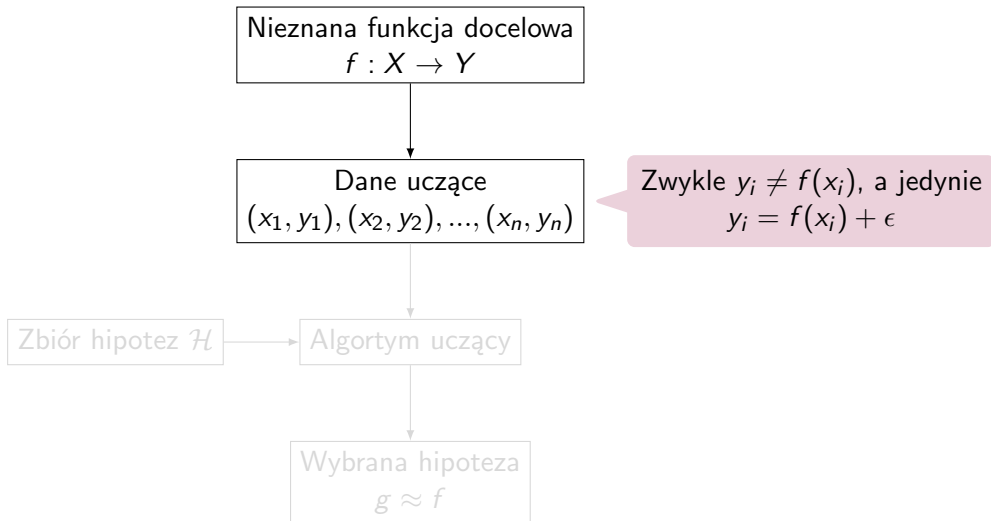 Nieznana funkcja docelowa
f : X → Y
Dane uczące
(x₁, y₁), (x₂, y₂), ..., (xₙ, yₙ)
Zwykle yᵢ ≠ f(xᵢ), a jedynie
yᵢ = f(xᵢ) + ϵ
Zbiór hipotez ℋ
Algortym uczący
Wybrana hipoteza
g ≈ f